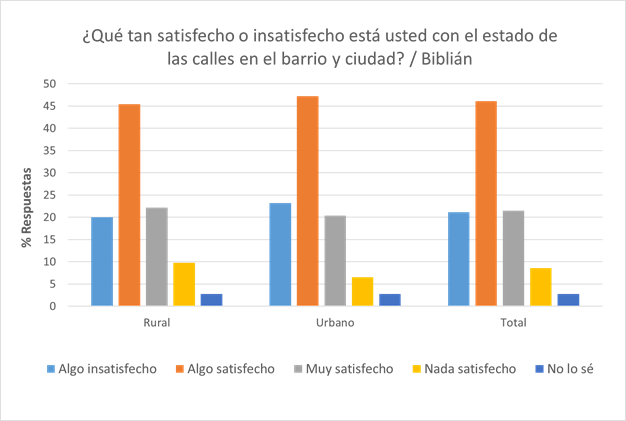 ¿Qué tan satisfecho o insatisfecho está usted con el estado de
las calles en el barrio y ciudad? / Biblián
% Respuestas
50
45
40
35
30
25
20
15
10
5
0
Rural Urbano Total
Algo insatisfecho Algo satisfecho Muy satisfecho Nada satisfecho No lo sé